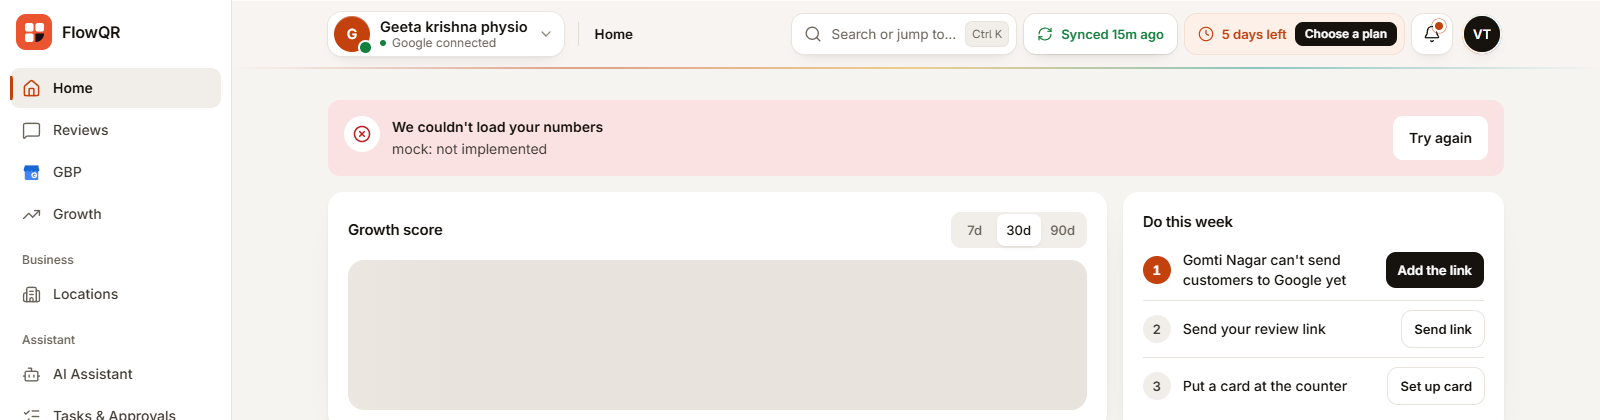 FlowQR
Home
Reviews
GBP
Growth
Business
Locations
Assistant
AI Assistant
Tasks & Approvals
G
Geeta krishna physio
Google connected
Home
Search or jump to...
Ctrl K
Synced 15m ago
5 days left
Choose a plan
VT
We couldn't load your numbers
mock: not implemented
Try again
Growth score
7d
30d
90d
Do this week
1
Gomti Nagar can't send
customers to Google yet
Add the link
2
Send your review link
Send link
3
Put a card at the counter
Set up card